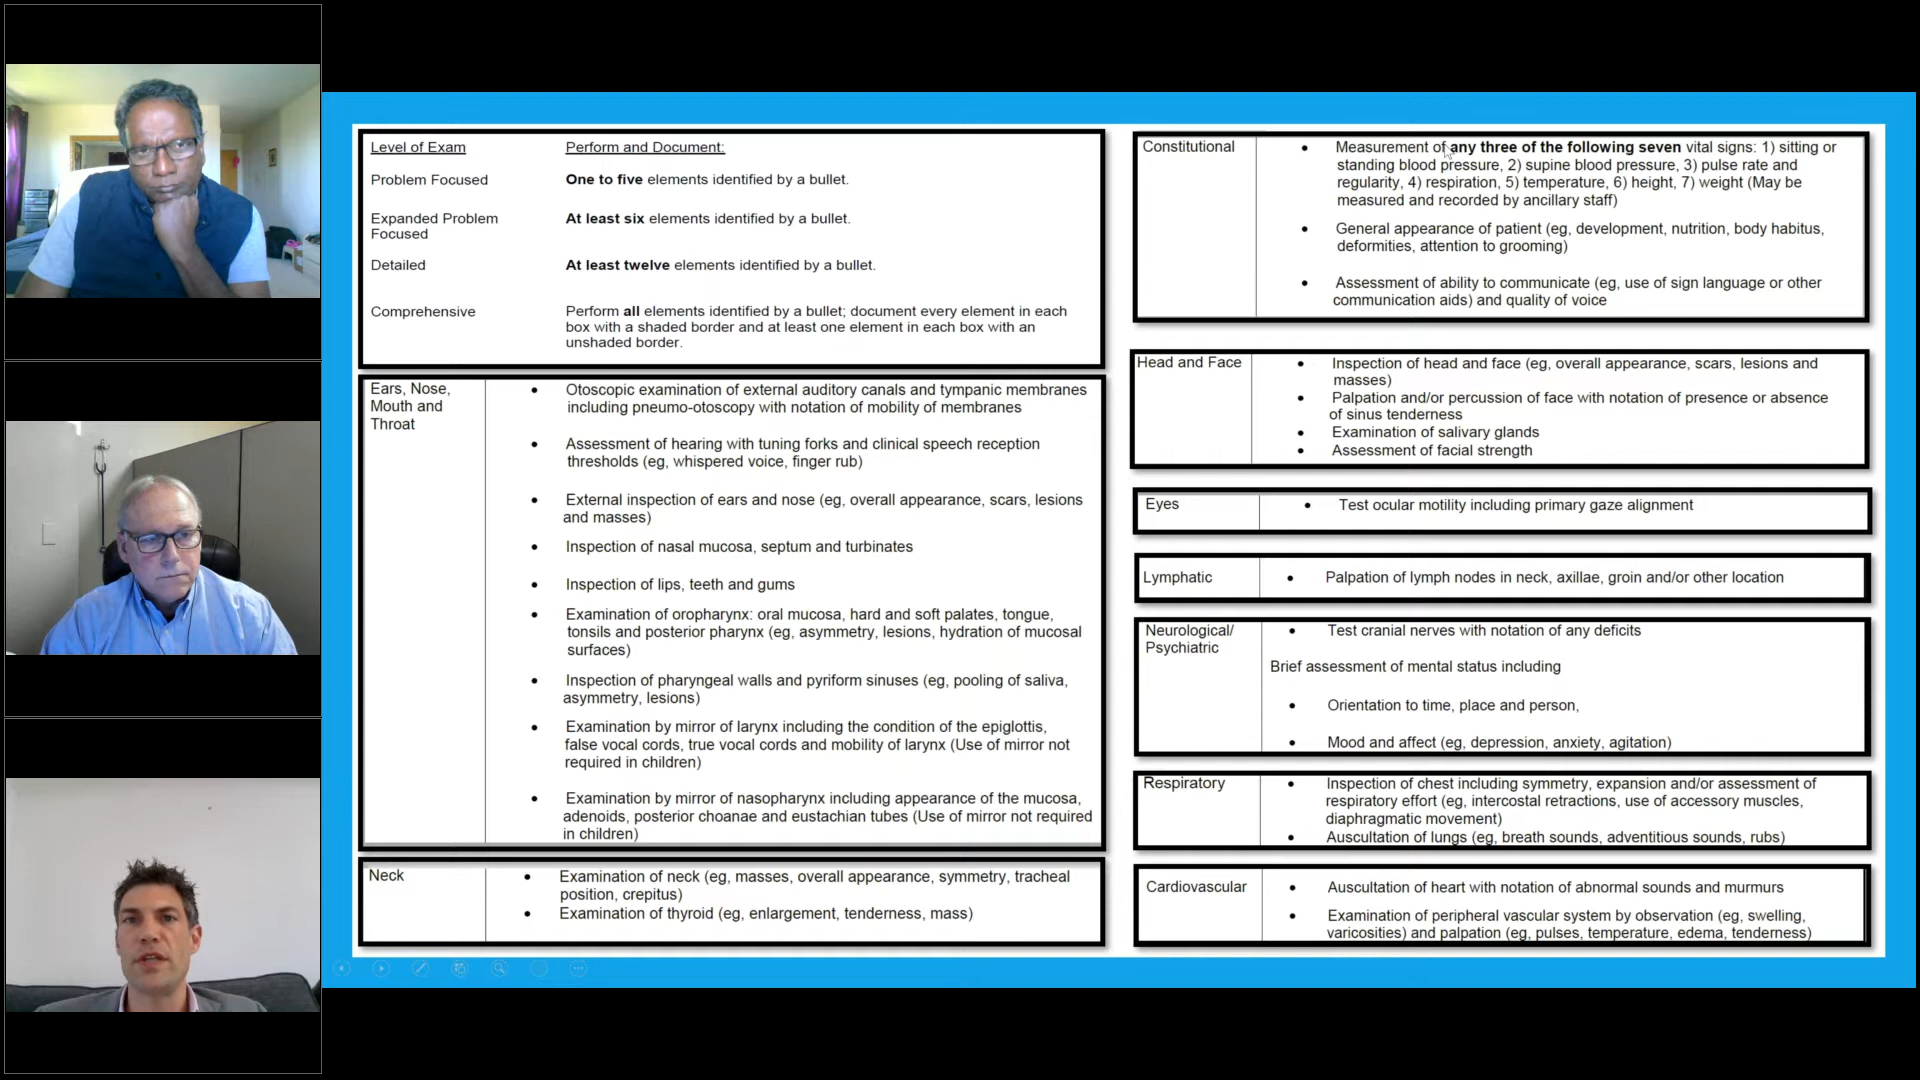 Level of Exam
Perform and Document:
Problem Focused
One to five elements identified by a bullet.
Expanded Problem
Focused
At least six elements identified by a bullet.
Detailed
At least twelve elements identified by a bullet.
Comprehensive
Perform all elements identified by a bullet; document every element in each
box with a shaded border and at least one element in each box with an
unshaded border.
Ears, Nose,
Mouth and
Throat
• Otoscopic examination of external auditory canals and tympanic membranes
including pneumo-otoscopy with notation of mobility of membranes
• Assessment of hearing with tuning forks and clinical speech reception
thresholds (eg, whispered voice, finger rub)
• External inspection of ears and nose (eg, overall appearance, scars, lesions
and masses)
• Inspection of nasal mucosa, septum and turbinates
• Inspection of lips, teeth and gums
• Examination of oropharynx: oral mucosa, hard and soft palates, tongue,
tonsils and posterior pharynx (eg, asymmetry, lesions, hydration of mucosal
surfaces)
• Inspection of pharyngeal walls and pyriform sinuses (eg, pooling of saliva,
asymmetry, lesions)
• Examination by mirror of larynx including the condition of the epiglottis,
false vocal cords, true vocal cords and mobility of larynx (Use of mirror not
required in children)
• Examination by mirror of nasopharynx including appearance of the mucosa,
adenoids, posterior choanae and eustachian tubes (Use of mirror not required
in children)
Neck
• Examination of neck (eg, masses, overall appearance, symmetry, tracheal
position, crepitus)
• Examination of thyroid (eg, enlargement, tenderness, mass)
Constitutional
• Measurement of any three of the following seven vital signs: 1) sitting or
standing blood pressure, 2) supine blood pressure, 3) pulse rate and
regularity, 4) respiration, 5) temperature, 6) height, 7) weight (May be
measured and recorded by ancillary staff)
• General appearance of patient (eg, development, nutrition, body habitus,
deformities, attention to grooming)
• Assessment of ability to communicate (eg, use of sign language or other
communication aids) and quality of voice
Head and Face
• Inspection of head and face (eg, overall appearance, scars, lesions and
masses)
• Palpation and/or percussion of face with notation of presence or absence
of sinus tenderness
• Examination of salivary glands
• Assessment of facial strength
Eyes
• Test ocular motility including primary gaze alignment
Lymphatic
• Palpation of lymph nodes in neck, axillae, groin and/or other location
Neurological/
Psychiatric
• Test cranial nerves with notation of any deficits
Brief assessment of mental status including
• Orientation to time, place and person,
• Mood and affect (eg, depression, anxiety, agitation)
Respiratory
• Inspection of chest including symmetry, expansion and/or assessment of
respiratory effort (eg, intercostal retractions, use of accessory muscles,
diaphragmatic movement)
• Auscultation of lungs (eg, breath sounds, adventitious sounds, rubs)
Cardiovascular
• Auscultation of heart with notation of abnormal sounds and murmurs
• Examination of peripheral vascular system by observation (eg, swelling,
varicosities) and palpation (eg, pulses, temperature, edema, tenderness)